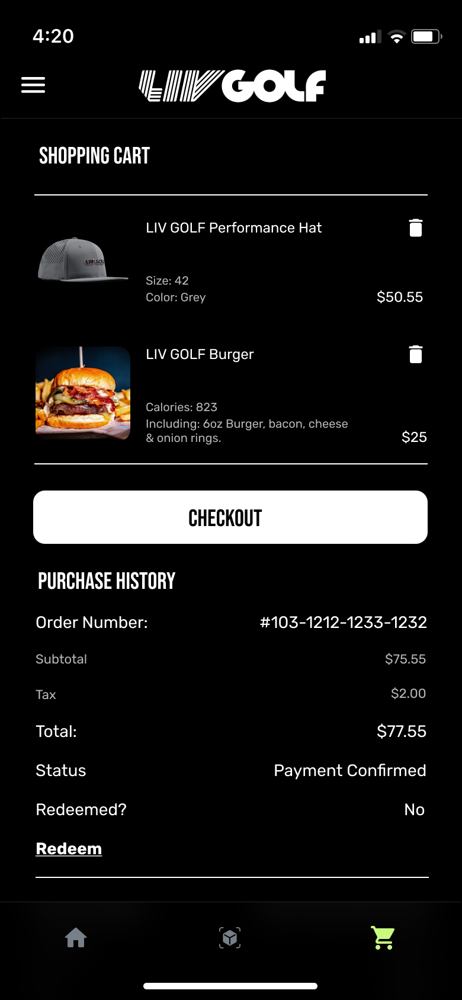 4:20
LIV GOLF
SHOPPING CART
LIV GOLF Performance Hat
LIV GOLF
Size: 42
Color: Grey
$50.55
LIV GOLF Burger
Calories: 823
Including: 6oz Burger, bacon, cheese
& onion rings.
$25
CHECKOUT
PURCHASE HISTORY
Order Number: #103-1212-1233-1232
Subtotal $75.55
Tax $2.00
Total: $77.55
Status Payment Confirmed
Redeemed? No
Redeem